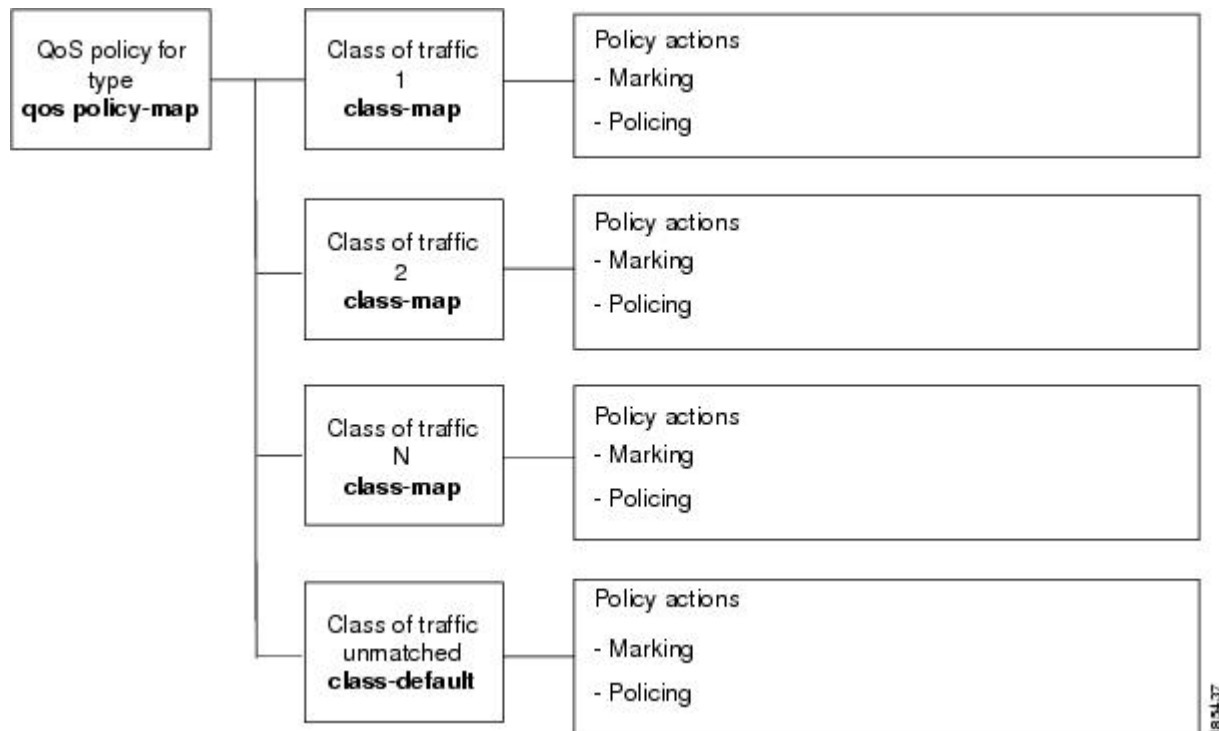 QoS policy for
type
qos policy-map
Class of traffic
1
class-map
Policy actions
- Marking
- Policing
Class of traffic
2
class-map
Policy actions
- Marking
- Policing
Class of traffic
N
class-map
Policy actions
- Marking
- Policing
Class of traffic
unmatched
class-default
Policy actions
- Marking
- Policing